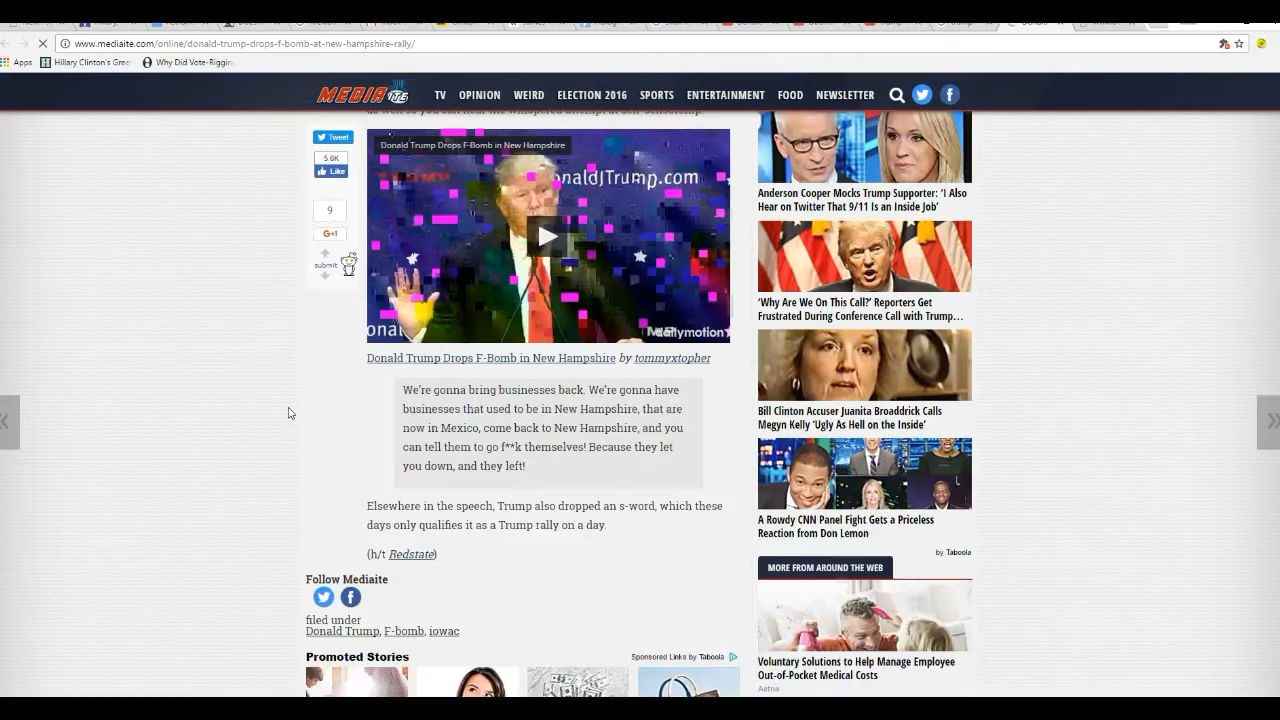 www.mediaite.com/online/donald-trump-drops-f-bomb-at-new-hampshire-rally/
Apps Hillary Clinton's Gree Why Did Vote-Riggin
MEDIAITE TV OPINION WEIRD ELECTION 2016 SPORTS ENTERTAINMENT FOOD NEWSLETTER
Tweet
5.6K
Like
9
G+1
submit
Donald Trump Drops F-Bomb in New Hampshire
TRUMP onaldJTrump.com
onal
dailymotion
Donald Trump Drops F-Bomb in New Hampshire by tommyxtopher
We're gonna bring businesses back. We're gonna have
businesses that used to be in New Hampshire, that are
now in Mexico, come back to New Hampshire, and you
can tell them to go f**k themselves! Because they let
you down, and they left!
Elsewhere in the speech, Trump also dropped an s-word, which these
days only qualifies it as a Trump rally on a day.
(h/t Redstate)
Follow Mediaite
filed under
Donald Trump, F-bomb, iowac
Promoted Stories Sponsored Links by Taboola
Anderson Cooper Mocks Trump Supporter: 'I Also
Hear on Twitter That 9/11 Is an Inside Job'
'Why Are We On This Call?' Reporters Get
Frustrated During Conference Call with Trump…
Bill Clinton Accuser Juanita Broaddrick Calls
Megyn Kelly 'Ugly As Hell on the Inside'
A Rowdy CNN Panel Fight Gets a Priceless
Reaction from Don Lemon
by Taboola
MORE FROM AROUND THE WEB
Voluntary Solutions to Help Manage Employee
Out-of-Pocket Medical Costs
Aetna